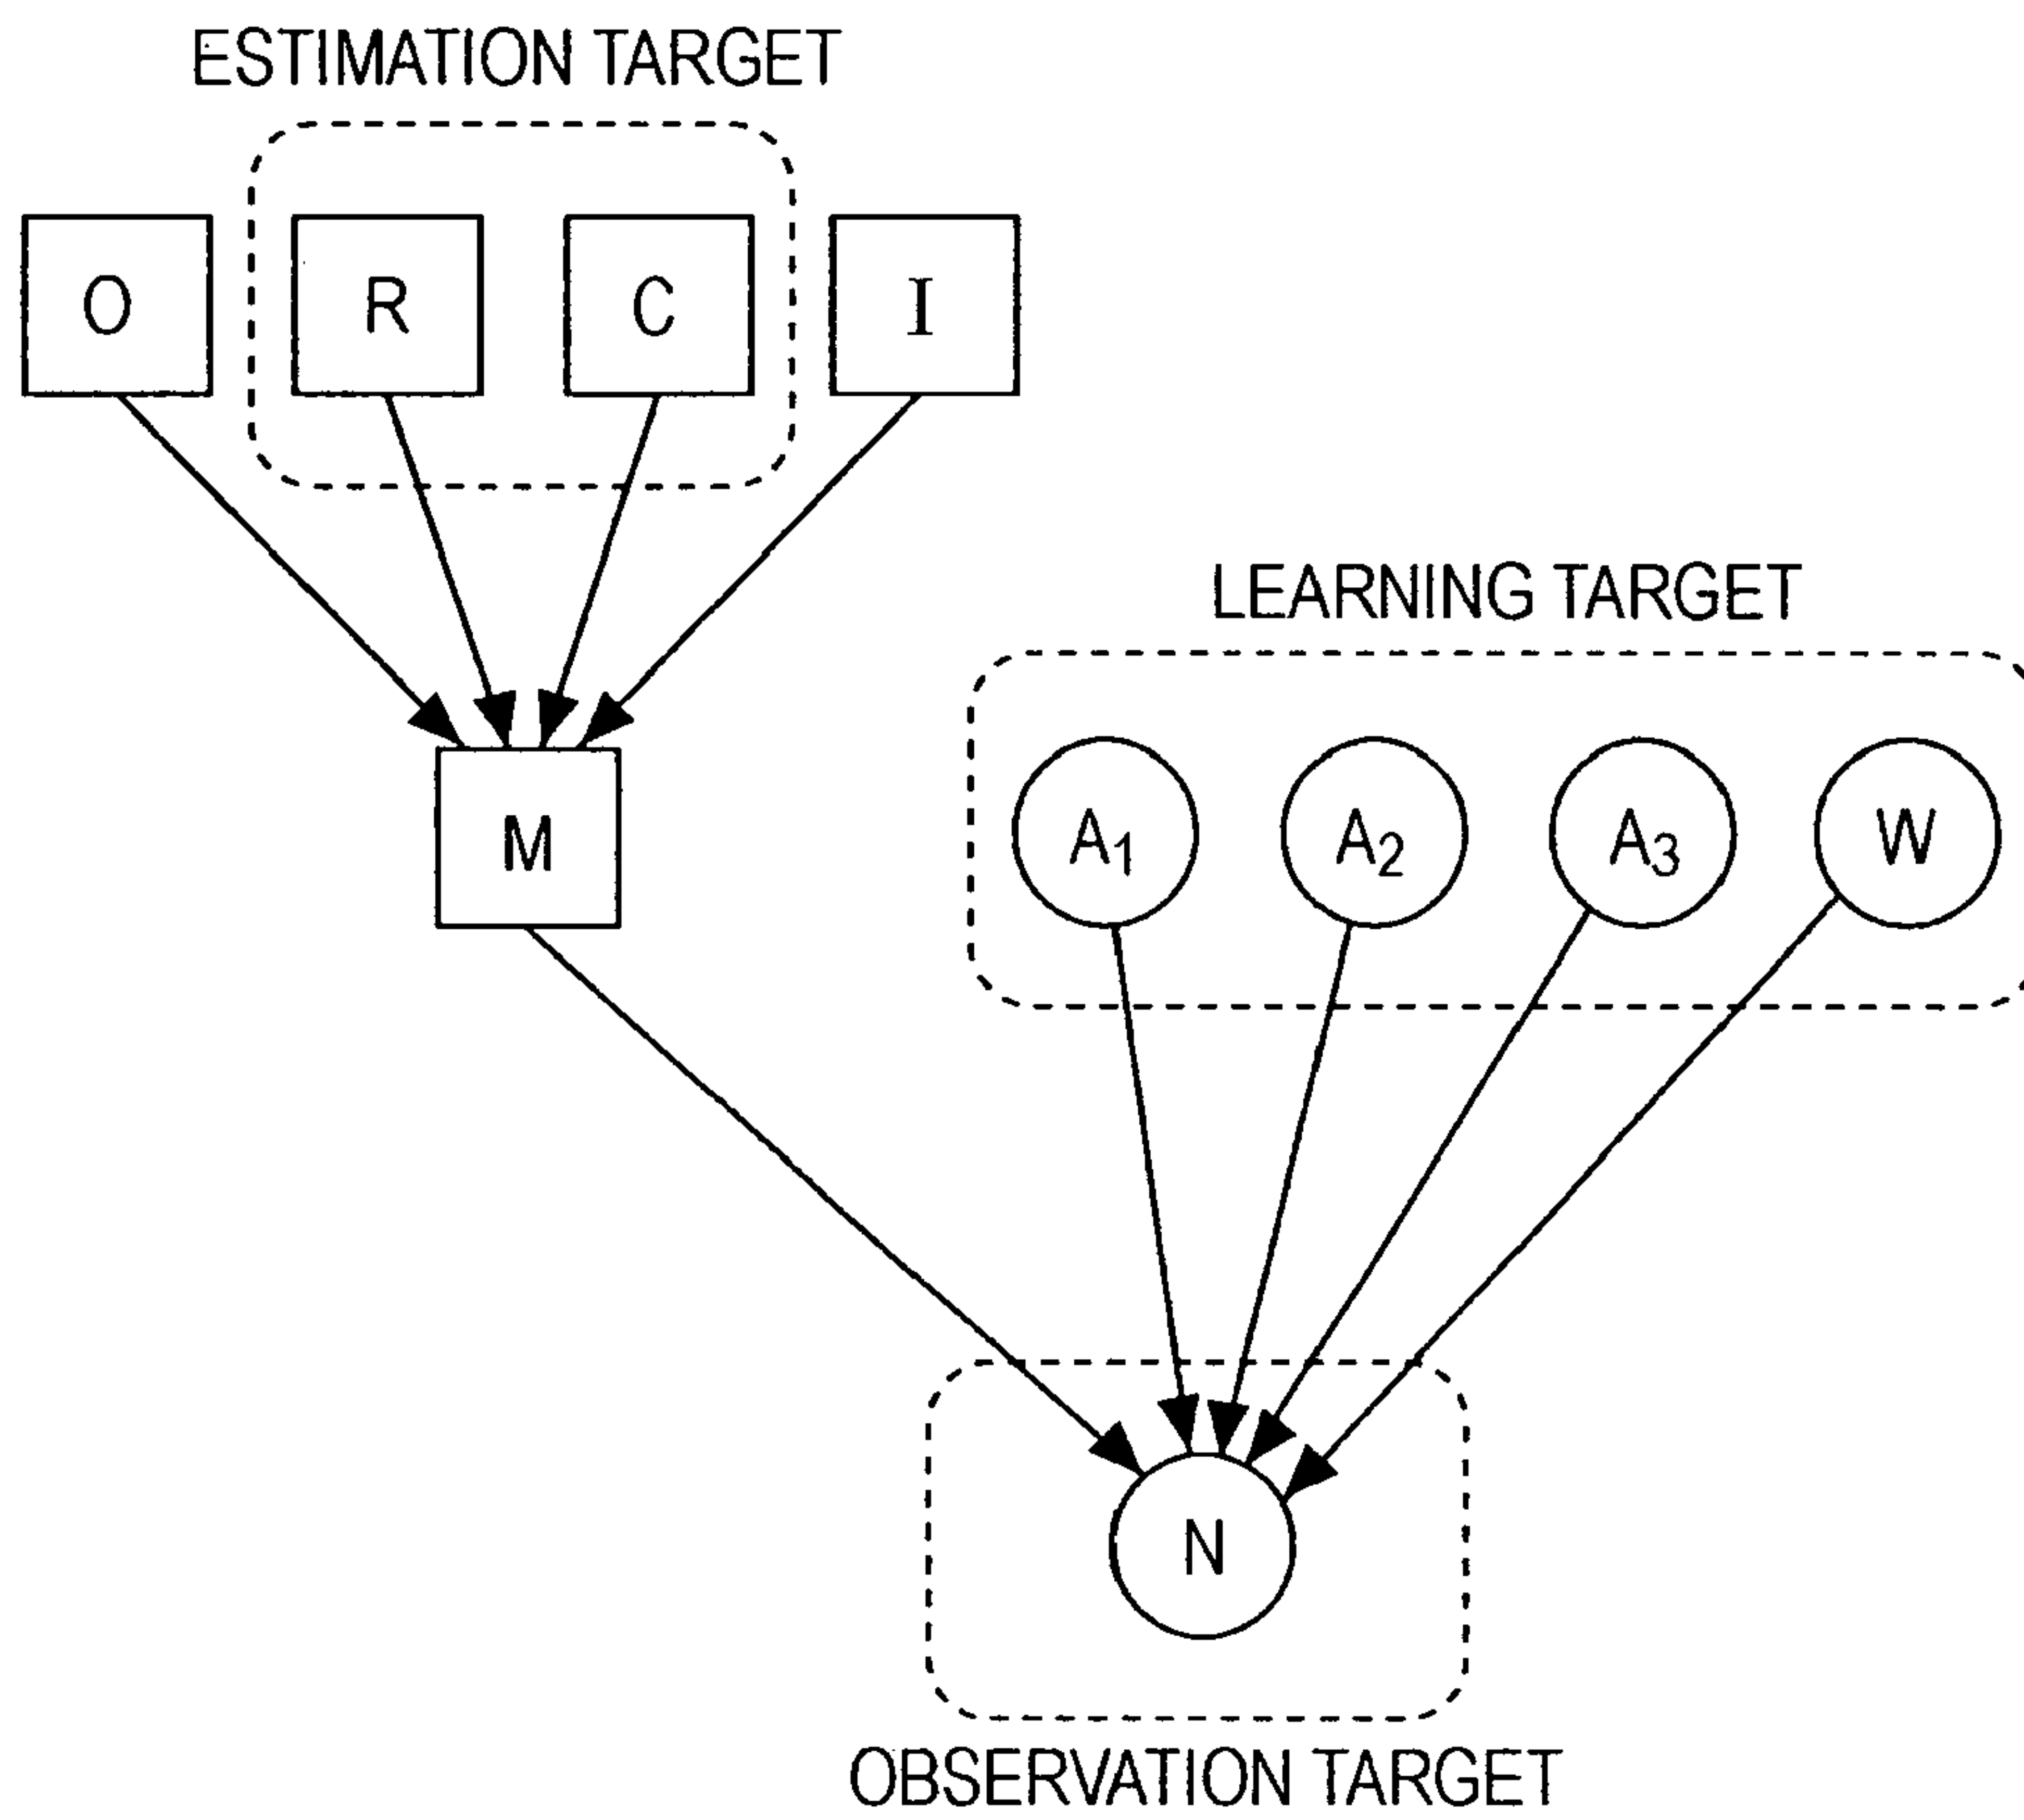 ESTIMATION TARGET
O R C I
LEARNING TARGET
M A₁ A₂ A₃ W
N
OBSERVATION TARGET